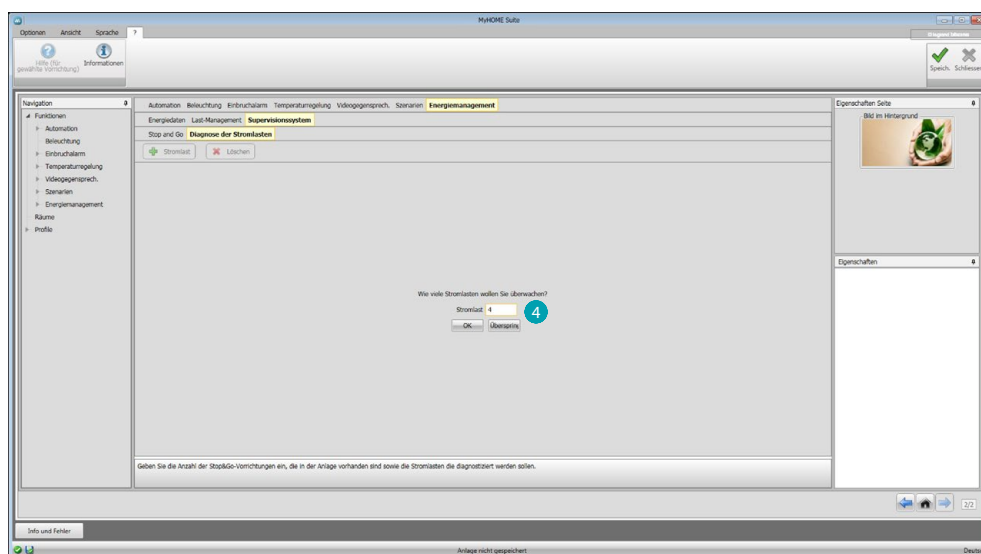 MyHOME Suite
Optionen Ansicht Sprache ?
Hilfe (für gewählte Vorrichtung)
Informationen
Speich. Schliessen
Navigation
Funktionen
Automation
Beleuchtung
Einbruchalarm
Temperaturregelung
Videogegensprech.
Szenarien
Energiemanagement
Räume
Profile
Automation Beleuchtung Einbruchalarm Temperaturregelung Videogegensprech. Szenarien Energiemanagement
Energiedaten Last-Management Supervisionssystem
Stop and Go Diagnose der Stromlasten
Stromlast Löschen
Wie viele Stromlasten wollen Sie überwachen?
Stromlast 4
4
OK Überspring
Geben Sie die Anzahl der Stop&Go-Vorrichtungen ein, die in der Anlage vorhanden sind sowie die Stromlasten die diagnostiziert werden sollen.
Eigenschaften Seite
Bild im Hintergrund
Eigenschaften
2/2
Info und Fehler
Anlage nicht gespeichert
Deuts